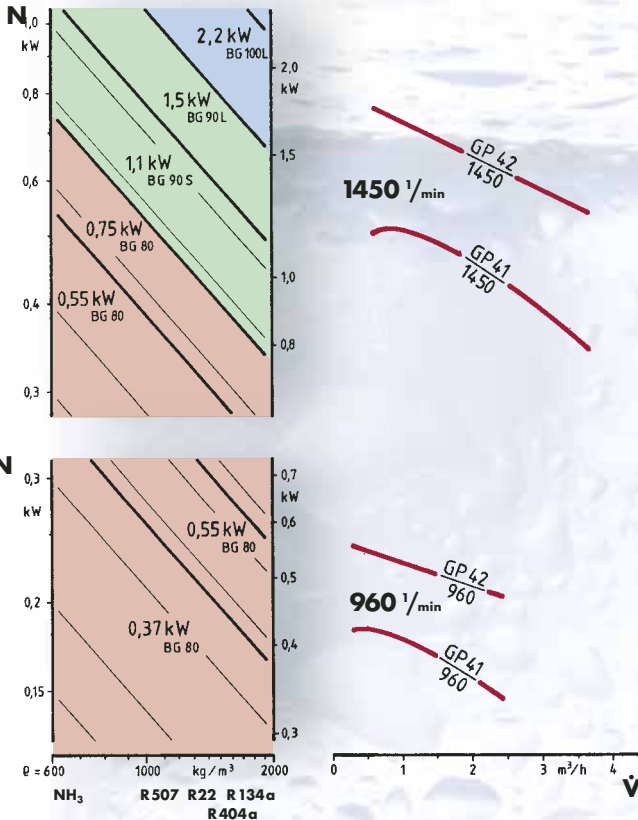 N
1,0
kW
0,8
0,6
0,4
0,3
2,2 kW
BG 100L
1,5 kW
BG 90 L
1,1 kW
BG 90 S
0,75 kW
BG 80
0,55 kW
BG 80
2,0
kW
1,5
1,0
0,8
1450 1/min
GP 42
1450
GP 41
1450
N
0,3
kW
0,2
0,15
0,55 kW
BG 80
0,37 kW
BG 80
0,7
kW
0,6
0,5
0,4
0,3
960 1/min
GP 42
960
GP 41
960
ϱ = 600 1000 kg/m³ 2000
NH₃ R507 R22 R134a
R404a
0 1 2 3 m³/h 4
V̇